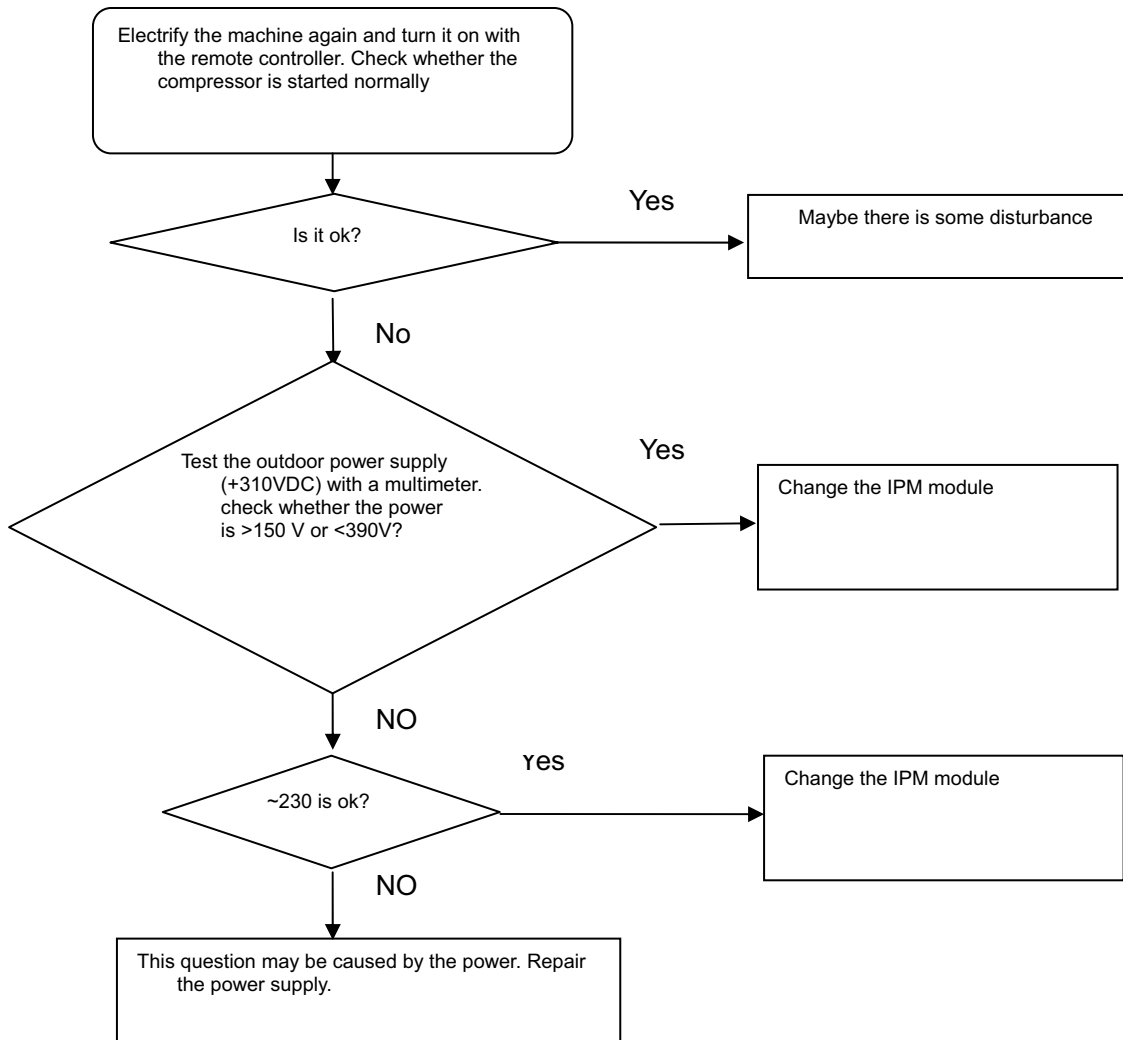 Electrify the machine again and turn it on with
the remote controller. Check whether the
compressor is started normally
Yes
Is it ok?
Maybe there is some disturbance
No
Test the outdoor power supply
(+310VDC) with a multimeter.
check whether the power
is >150 V or <390V?
Yes
Change the IPM module
NO
~230 is ok?
Yes
Change the IPM module
NO
This question may be caused by the power. Repair
the power supply.